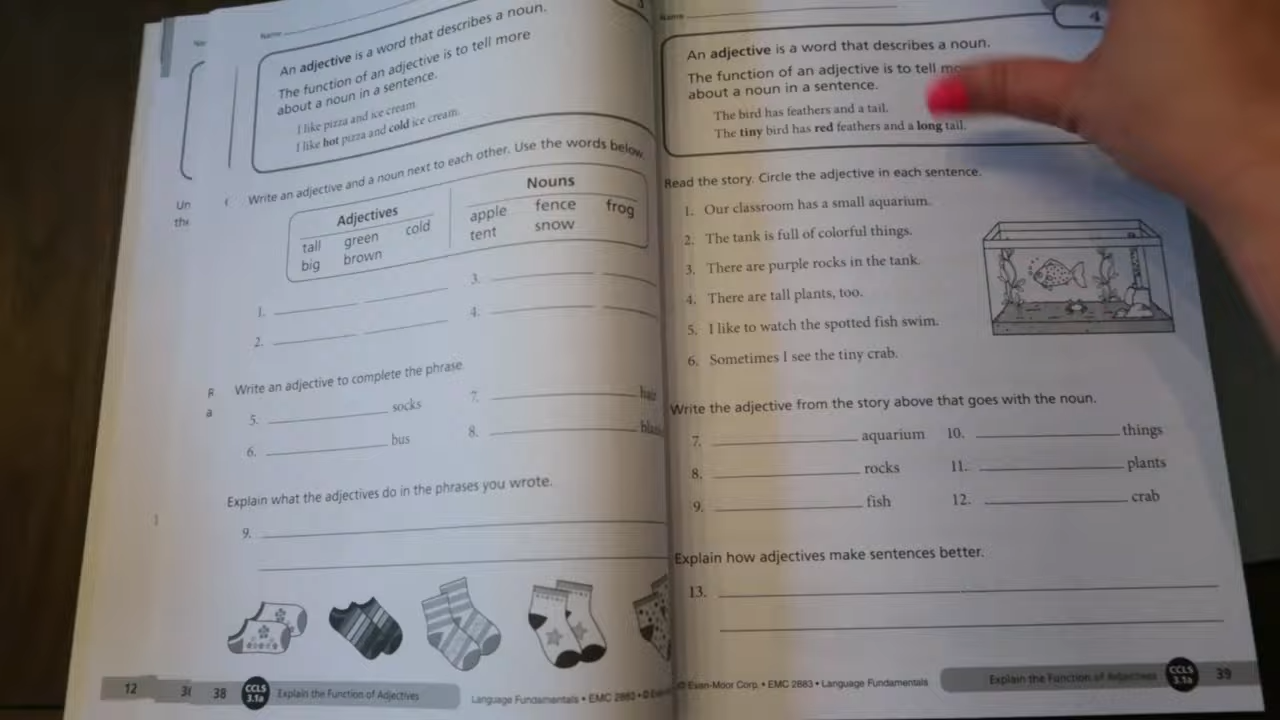 Name
An adjective is a word that describes a noun.
The function of an adjective is to tell more
about a noun in a sentence.
I like pizza and ice cream.
I like hot pizza and cold ice cream.
Write an adjective and a noun next to each other. Use the words below.
Adjectives
tall green cold
big brown
Nouns
apple fence frog
tent snow
1.
2.
3.
4.
Write an adjective to complete the phrase
5. socks
6. bus
7. hair
8.
Explain what the adjectives do in the phrases you wrote.
9.
12
38 CCLS 3.1a Explain the Function of Adjectives
Language Fundamentals • EMC 2883 • ©
Name
4
An adjective is a word that describes a noun.
The function of an adjective is to tell
about a noun in a sentence.
The bird has feathers and a tail.
The tiny bird has red feathers and a long tail.
Read the story. Circle the adjective in each sentence.
1. Our classroom has a small aquarium.
2. The tank is full of colorful things.
3. There are purple rocks in the tank.
4. There are tall plants, too.
5. I like to watch the spotted fish swim.
6. Sometimes I see the tiny crab.
Write the adjective from the story above that goes with the noun.
7. aquarium 10. things
8. rocks 11. plants
9. fish 12. crab
Explain how adjectives make sentences better.
13.
© Evan-Moor Corp. • EMC 2883 • Language Fundamentals
Explain the Function of Adjectives CCLS 3.1a 39